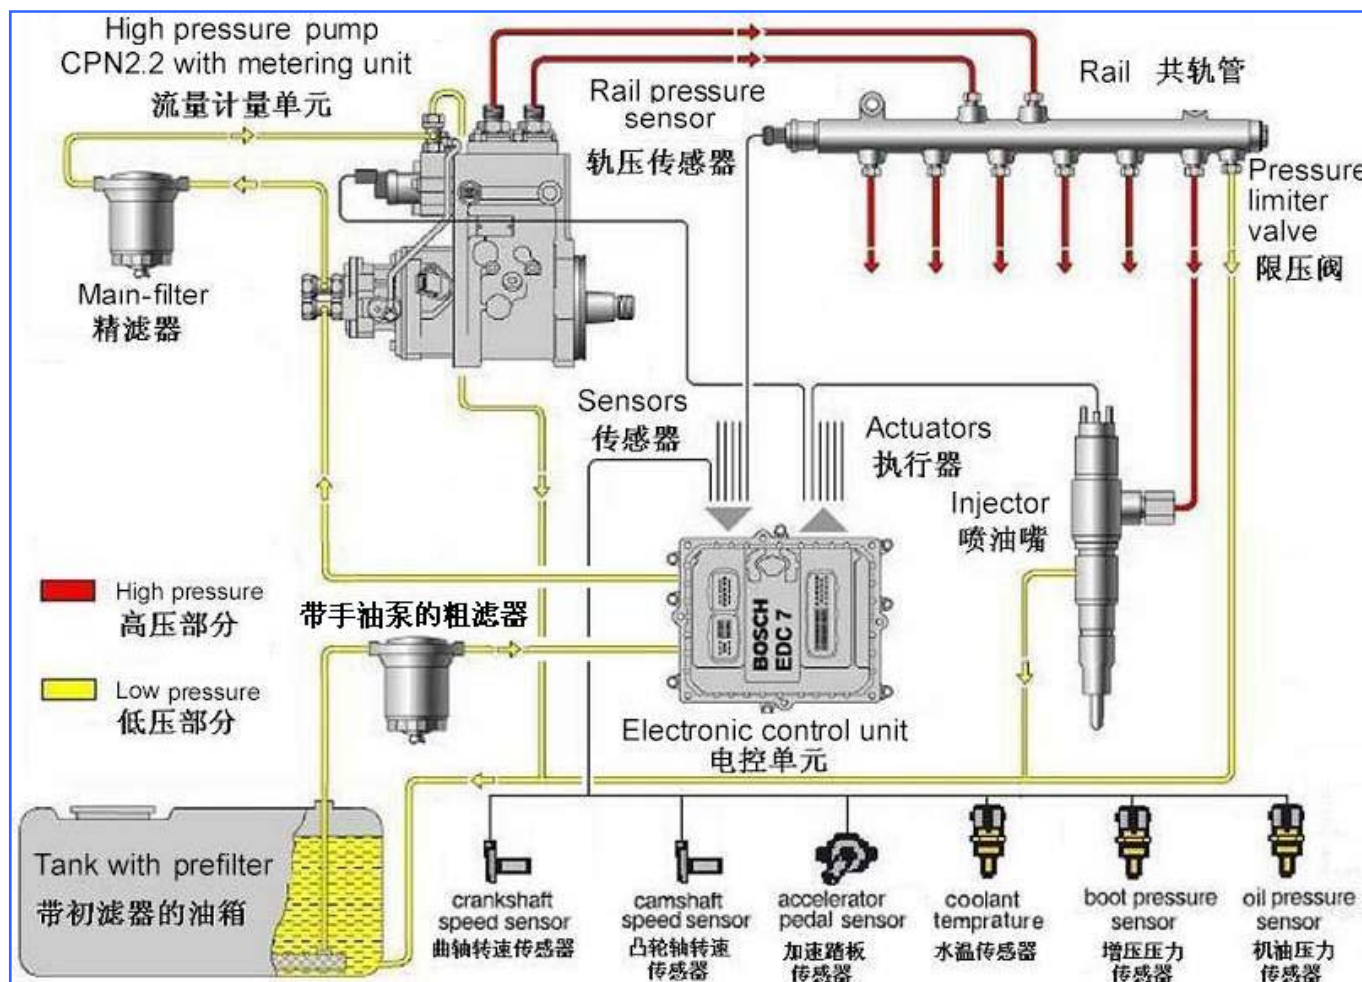 High pressure pump
CPN2.2 with metering unit
流量计量单元
Rail pressure
sensor
轨压传感器
Rail 共轨管
Pressure
limiter
valve
限压阀
Main-filter
精滤器
Sensors
传感器
Actuators
执行器
Injector
喷油嘴
High pressure
高压部分
Low pressure
低压部分
带手油泵的粗滤器
BOSCH
EDC 7
Electronic control unit
电控单元
Tank with prefilter
带初滤器的油箱
crankshaft
speed sensor
曲轴转速传感器
camshaft
speed sensor
凸轮轴转速
传感器
accelerator
pedal sensor
加速踏板
传感器
coolant
temprature
水温传感器
boot pressure
sensor
增压压力
传感器
oil pressure
sensor
机油压力
传感器